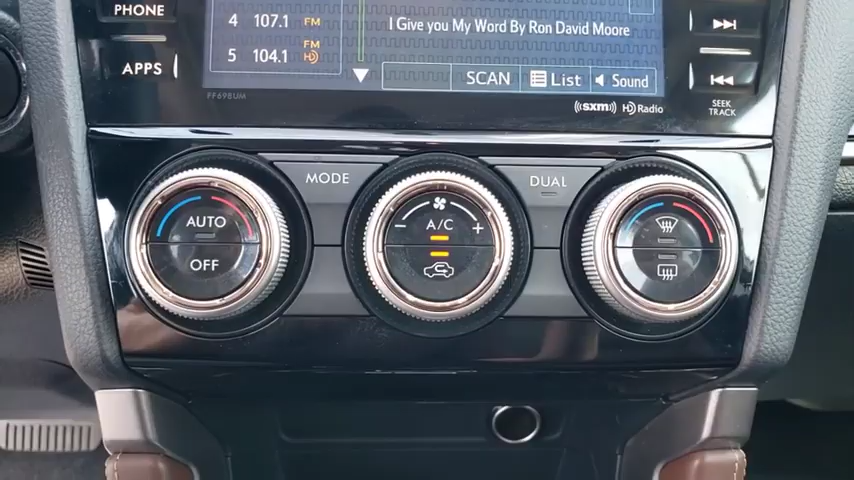 PHONE
APPS
4 107.1 FM
5 104.1 FM HD
I Give you My Word By Ron David Moore
SCAN List Sound
FF698UM
((sxm)) HD Radio
SEEK
TRACK
MODE
DUAL
AUTO
OFF
- A/C +